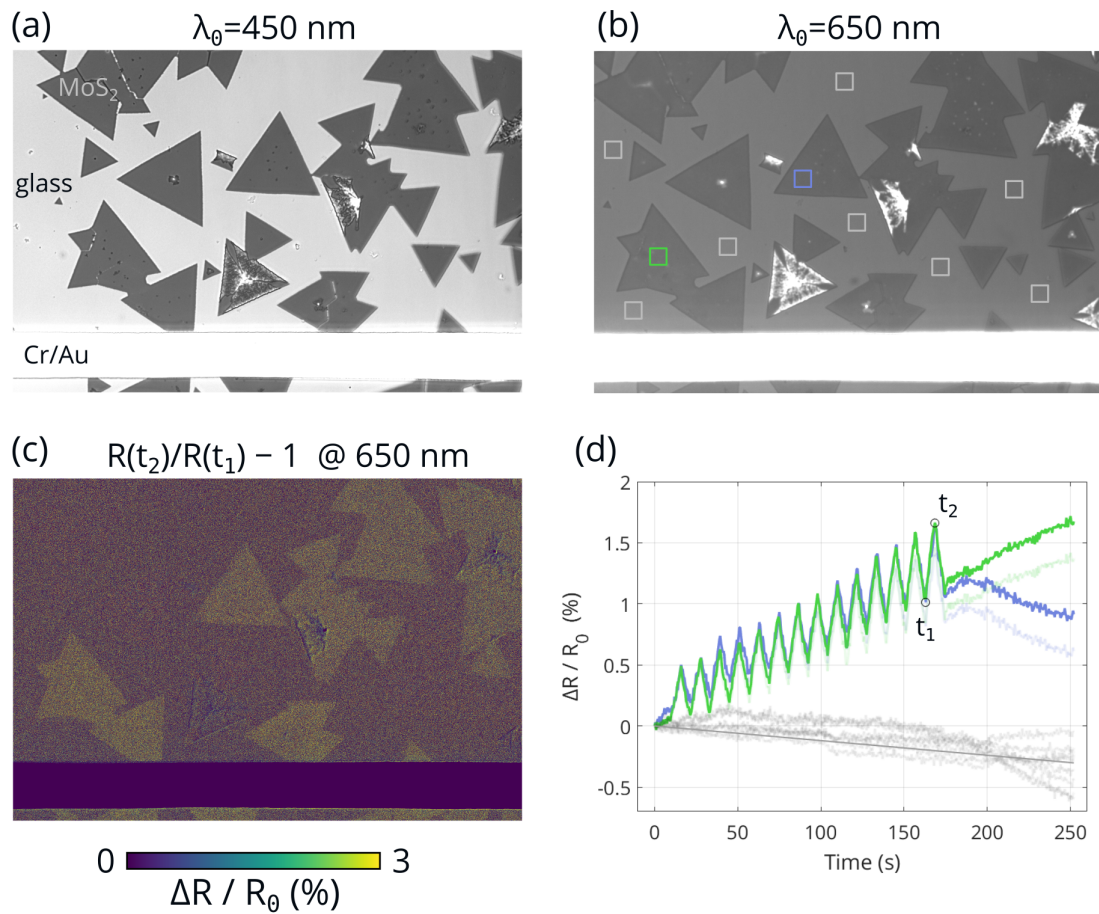 (a) λ₀=450 nm
MoS₂
glass
Cr/Au
(b) λ₀=650 nm
(c) R(t₂)/R(t₁) − 1 @ 650 nm
0 3
ΔR / R₀ (%)
(d)
2
1.5
1
0.5
0
-0.5
ΔR / R₀ (%)
t₂
t₁
0 50 100 150 200 250
Time (s)